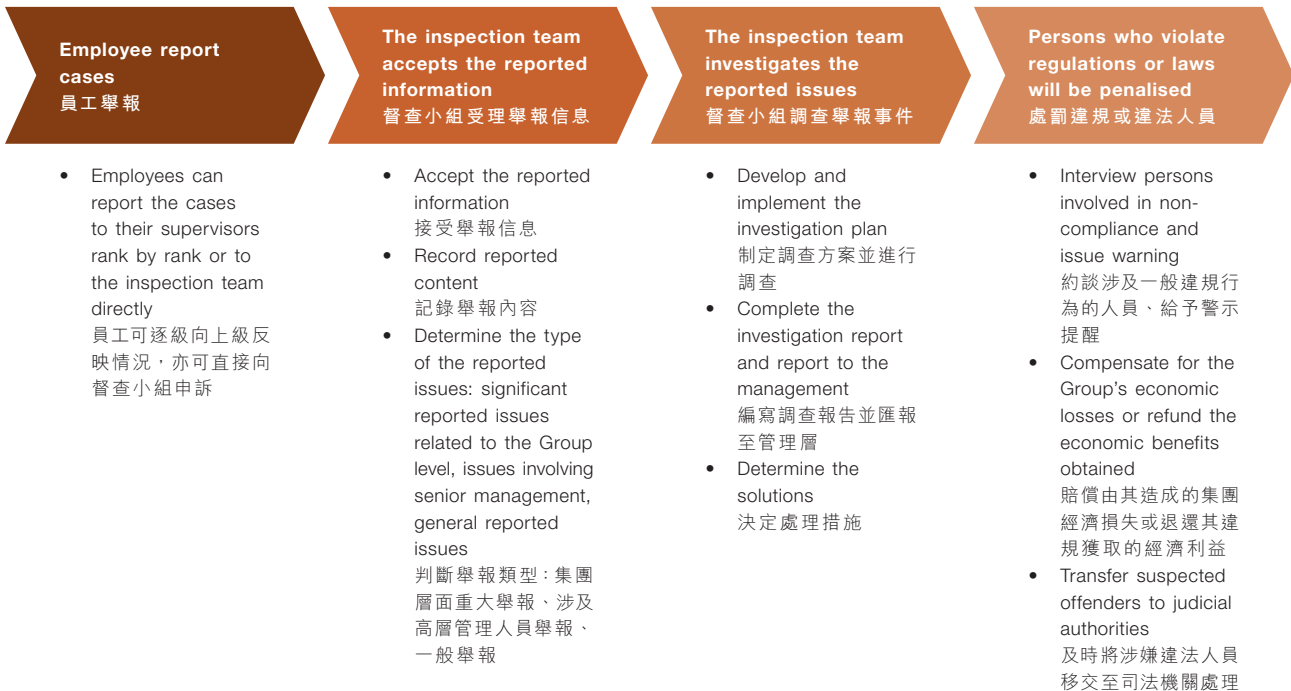 Employee report
cases
員工舉報
The inspection team
accepts the reported
information
督查小組受理舉報信息
The inspection team
investigates the
reported issues
督查小組調查舉報事件
Persons who violate
regulations or laws
will be penalised
處罰違規或違法人員
• Employees can
report the cases
to their supervisors
rank by rank or to
the inspection team
directly
員工可逐級向上級反
映情況，亦可直接向
督查小組申訴
• Accept the reported
information
接受舉報信息
• Record reported
content
記錄舉報內容
• Determine the type
of the reported
issues: significant
reported issues
related to the Group
level, issues involving
senior management,
general reported
issues
判斷舉報類型：集團
層面重大舉報、涉及
高層管理人員舉報、
一般舉報
• Develop and
implement the
investigation plan
制定調查方案並進行
調查
• Complete the
investigation report
and report to the
management
編寫調查報告並匯報
至管理層
• Determine the
solutions
決定處理措施
• Interview persons
involved in non-
compliance and
issue warning
約談涉及一般違規行
為的人員、給予警示
提醒
• Compensate for the
Group's economic
losses or refund the
economic benefits
obtained
賠償由其造成的集團
經濟損失或退還其違
規獲取的經濟利益
• Transfer suspected
offenders to judicial
authorities
及時將涉嫌違法人員
移交至司法機關處理